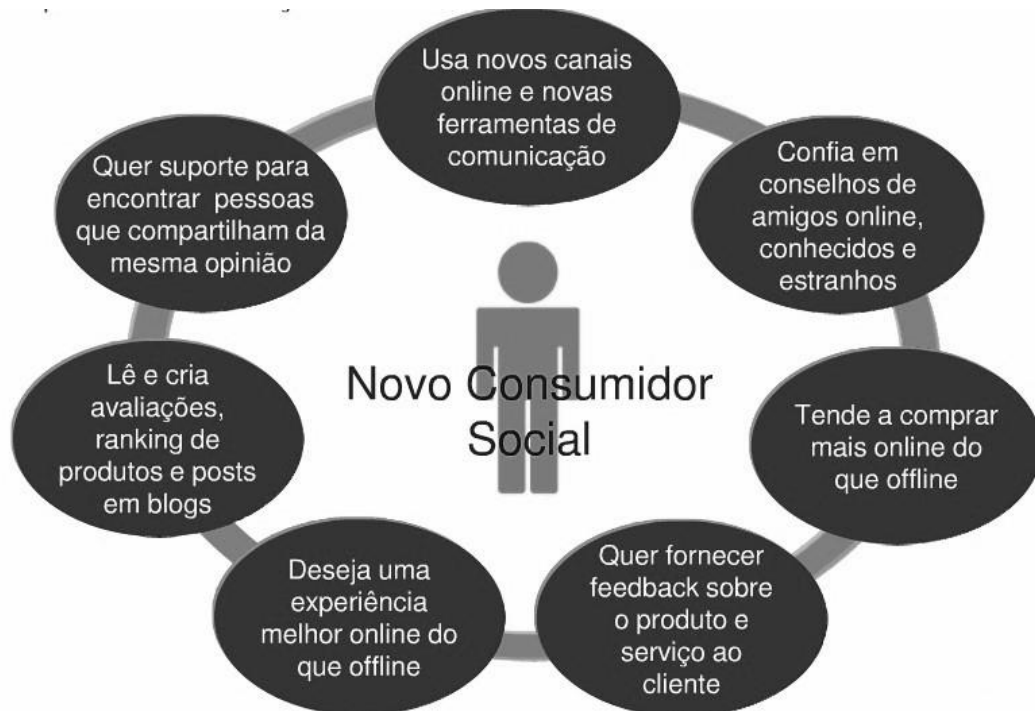 Usa novos canais
online e novas
ferramentas de
comunicação
Confia em
conselhos de
amigos online,
conhecidos e
estranhos
Tende a comprar
mais online do
que offline
Quer fornecer
feedback sobre
o produto e
serviço ao
cliente
Deseja uma
experiência
melhor online do
que offline
Lê e cria
avaliações,
ranking de
produtos e posts
em blogs
Quer suporte para
encontrar pessoas
que compartilham da
mesma opinião
Novo Consumidor
Social